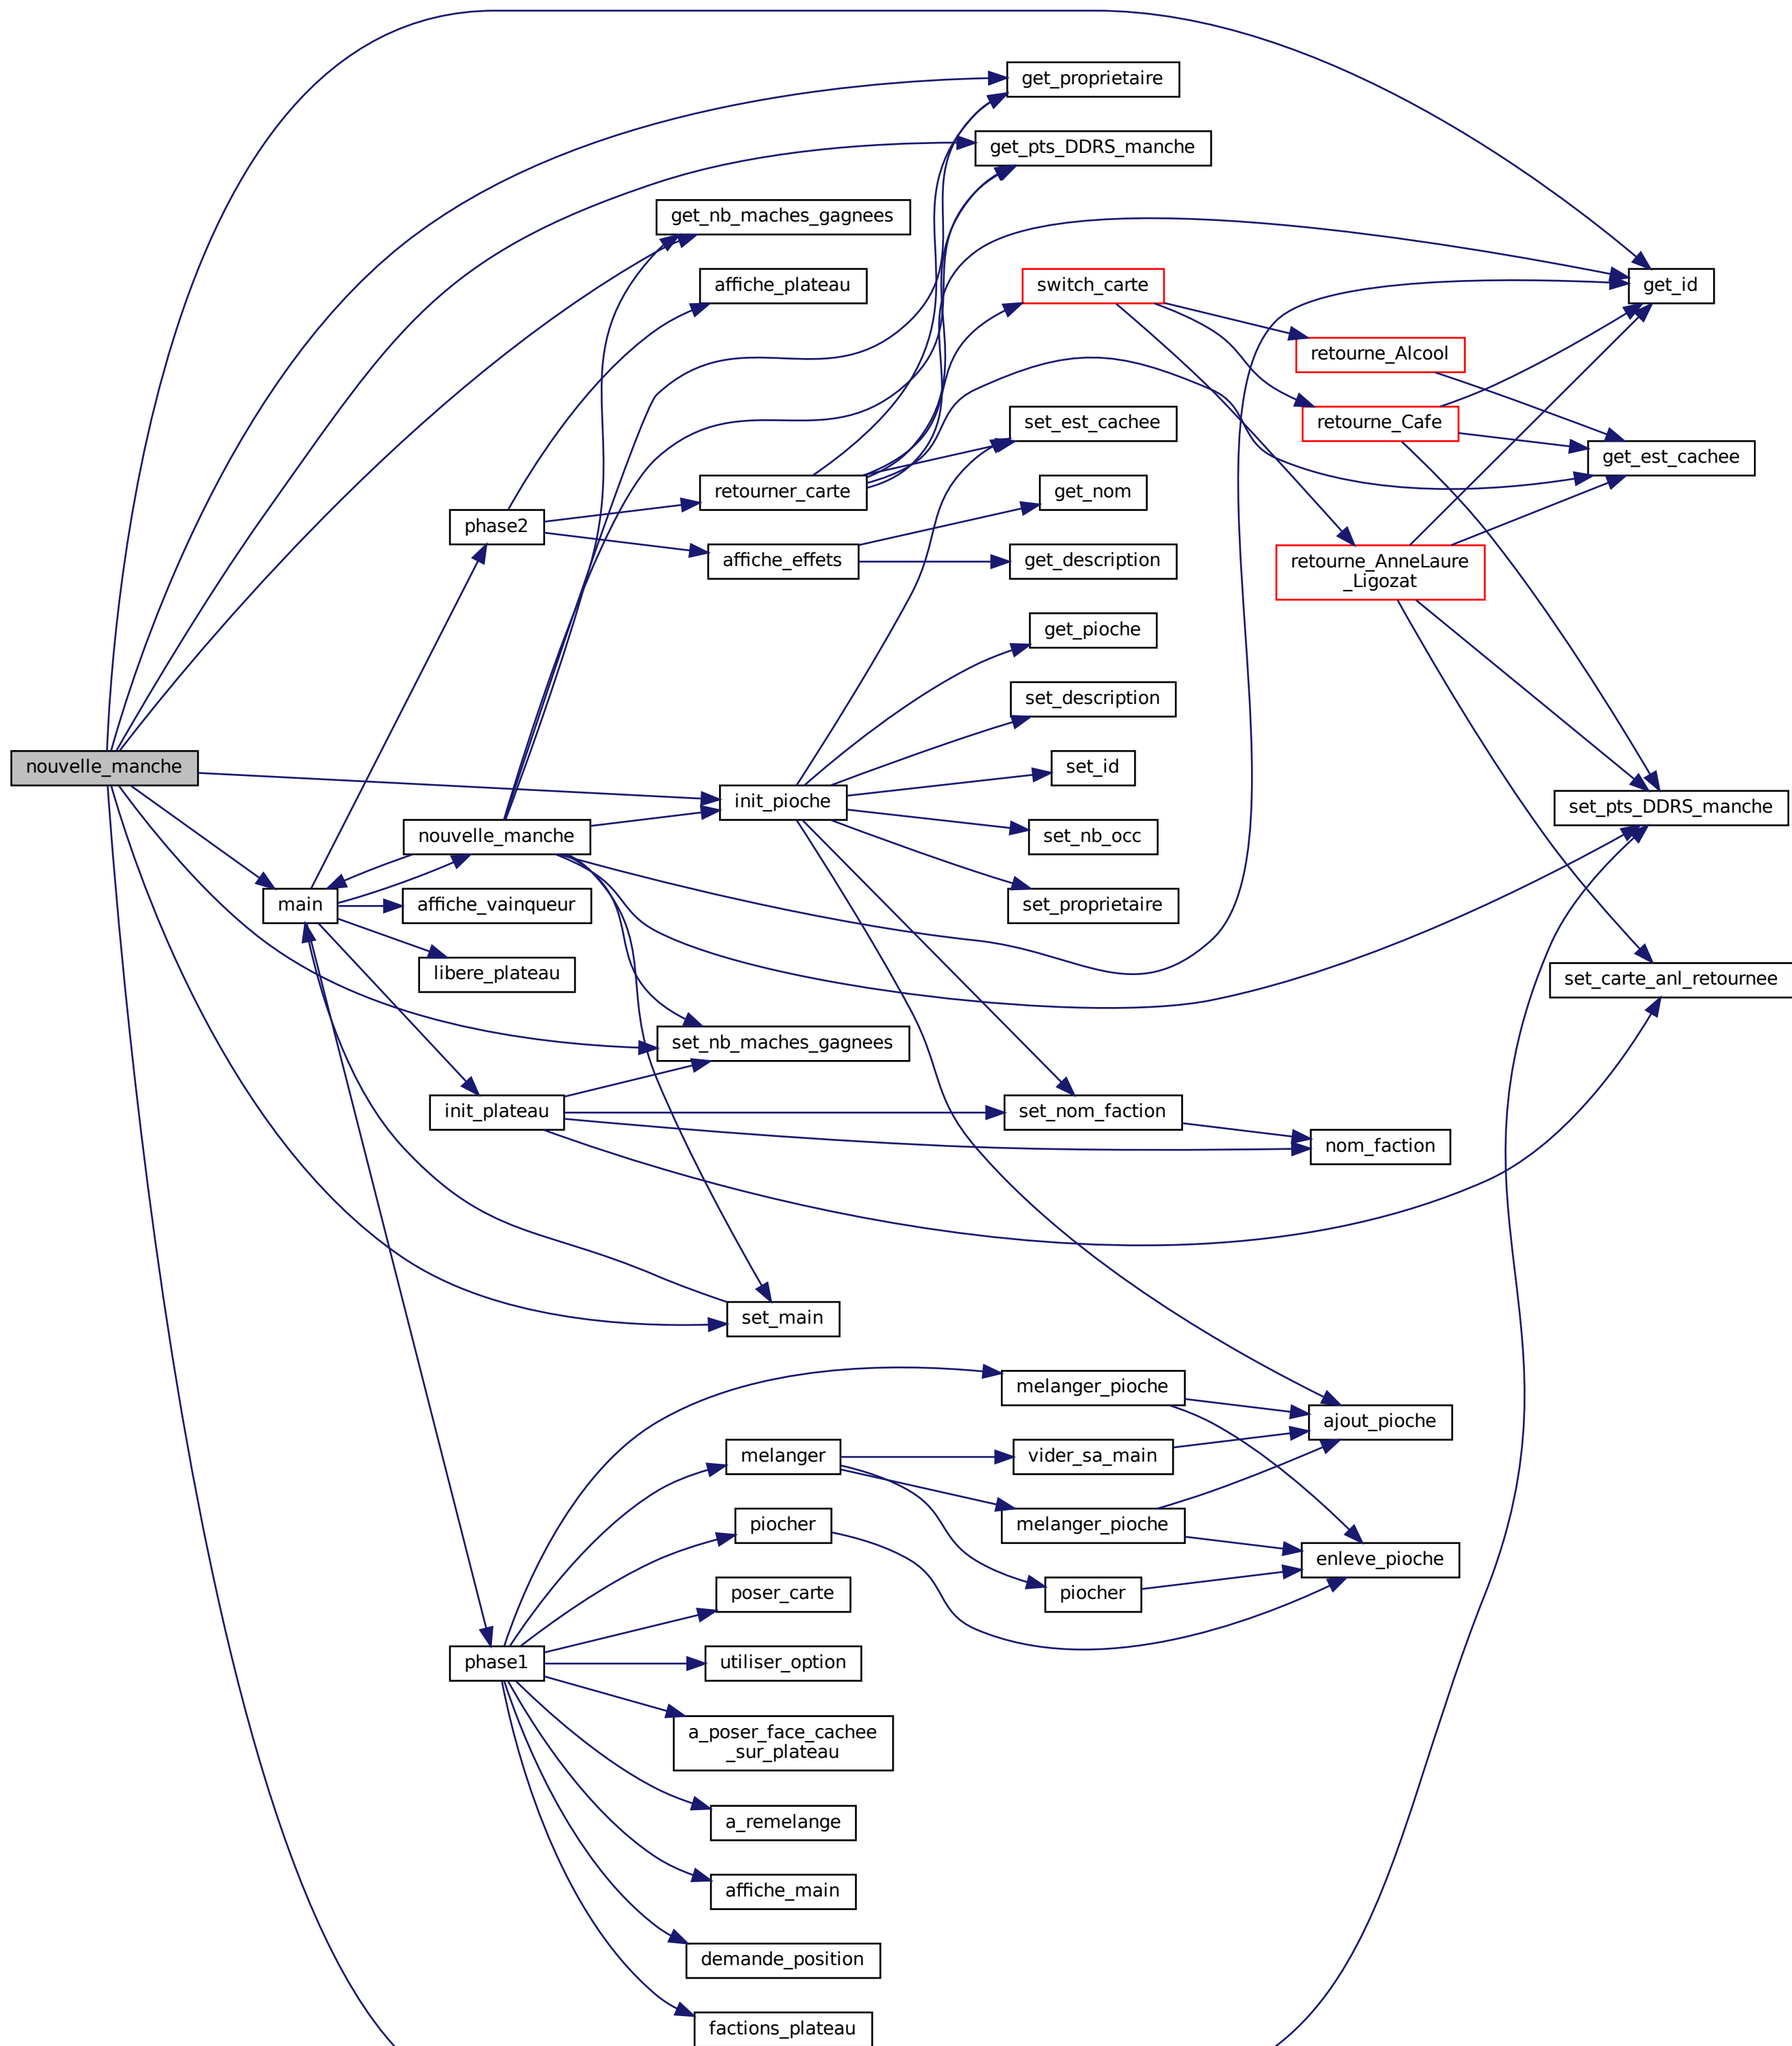 get_proprietaire
get_pts_DDRS_manche
get_nb_maches_gagnees
affiche_plateau
switch_carte
get_id
retourne_Alcool
set_est_cachee
retourne_Cafe
get_est_cachee
retourner_carte
get_nom
phase2
affiche_effets
get_description
retourne_AnneLaure
_Ligozat
get_pioche
set_description
nouvelle_manche
set_id
init_pioche
set_pts_DDRS_manche
nouvelle_manche
set_nb_occ
main
affiche_vainqueur
set_proprietaire
libere_plateau
set_carte_anl_retournee
set_nb_maches_gagnees
init_plateau
set_nom_faction
nom_faction
set_main
melanger_pioche
ajout_pioche
melanger
vider_sa_main
piocher
melanger_pioche
enleve_pioche
poser_carte
piocher
phase1
utiliser_option
a_poser_face_cachee
_sur_plateau
a_remelange
affiche_main
demande_position
factions_plateau